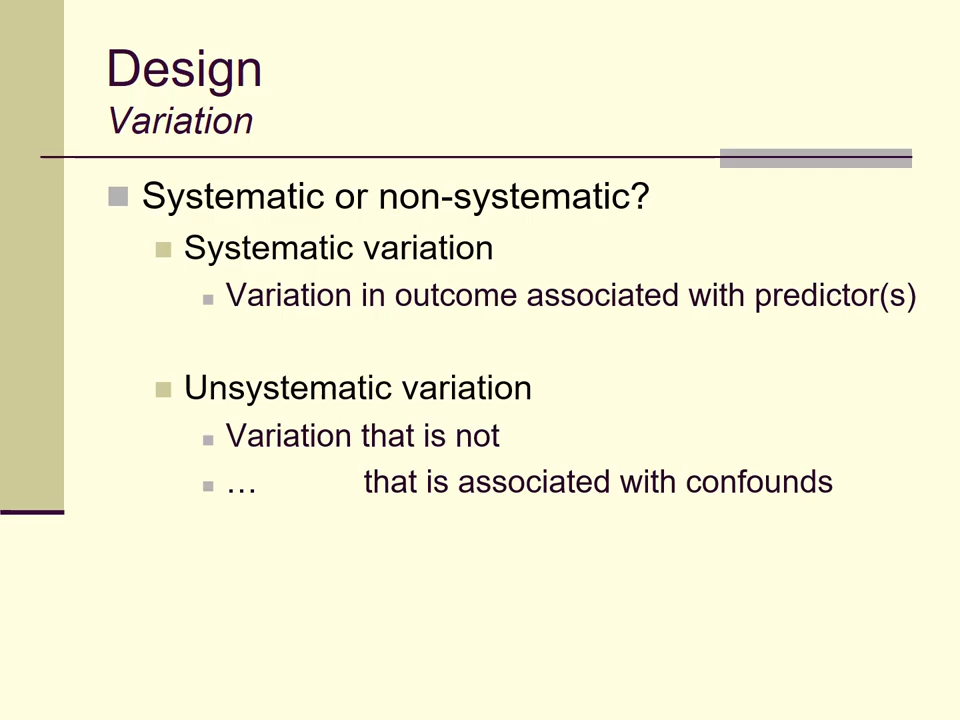 Design
Variation
Systematic or non-systematic?
Systematic variation
Variation in outcome associated with predictor(s)
Unsystematic variation
Variation that is not
… that is associated with confounds